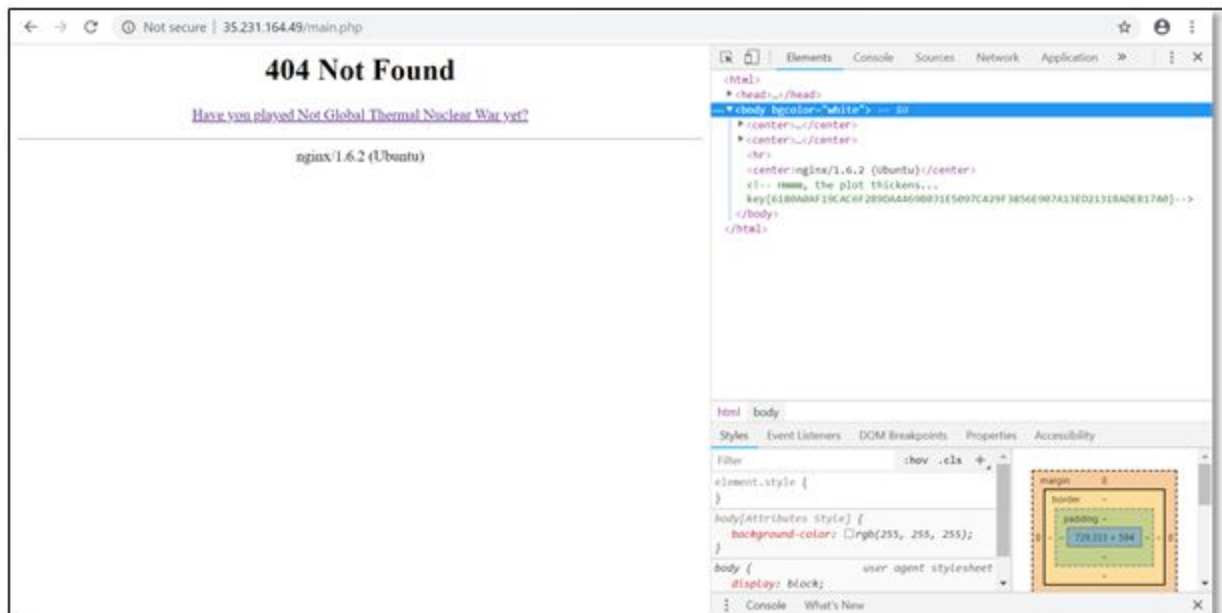 Not secure | 35.231.164.49/main.php
404 Not Found
Have you played Not Global Thermal Nuclear War yet?
nginx/1.6.2 (Ubuntu)
Elements Console Sources Network Application »
<html>
<head>…</head>
<body bgcolor="white"> == $0
<center>…</center>
<center>…</center>
<hr>
<center>nginx/1.6.2 (Ubuntu)</center>
<!-- Hmmm, the plot thickens...
</body>
</html>
html body
Styles Event Listeners DOM Breakpoints Properties Accessibility
Filter :hov .cls +
element.style {
}
body[Attributes Style] {
background-color: rgb(255, 255, 255);
}
body { user agent stylesheet
display: block;
margin
border -
padding -
Console What's New